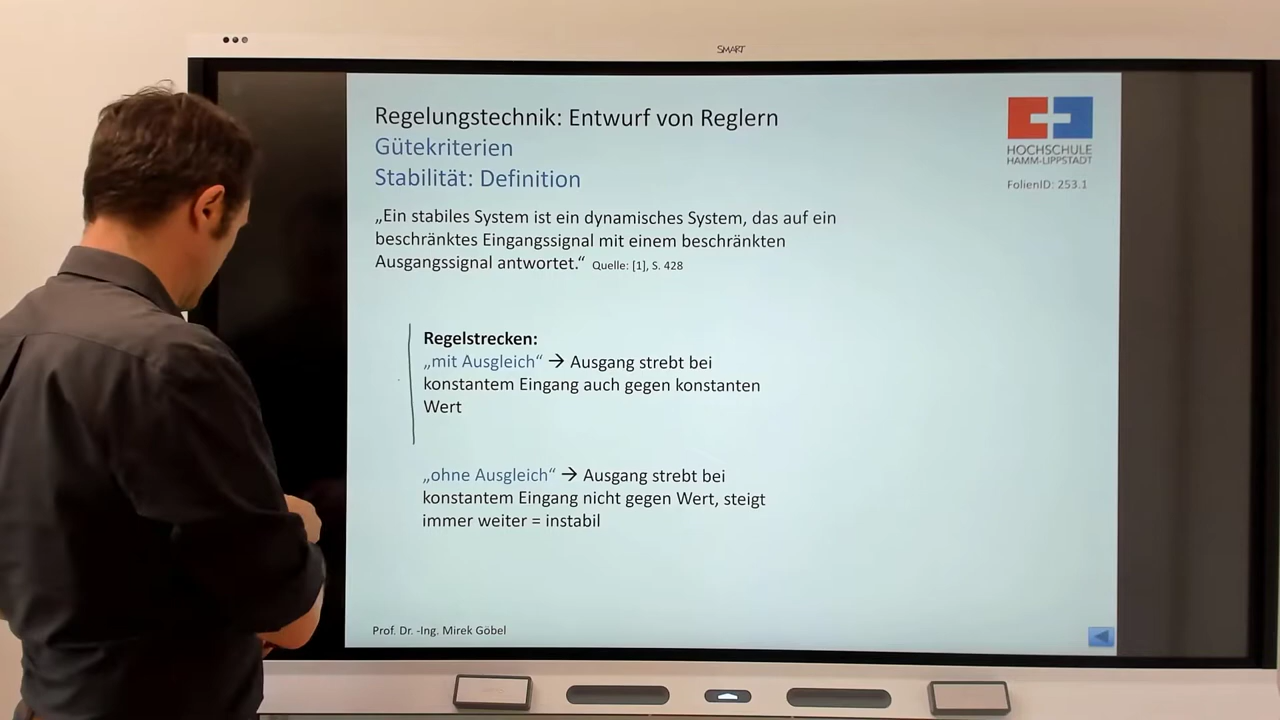 SMART
Regelungstechnik: Entwurf von Reglern
Gütekriterien
Stabilität: Definition
HOCHSCHULE
HAMM-LIPPSTADT
FolienID: 253.1
„Ein stabiles System ist ein dynamisches System, das auf ein
beschränktes Eingangssignal mit einem beschränkten
Ausgangssignal antwortet.“ Quelle: [1], S. 428
Regelstrecken:
„mit Ausgleich“ → Ausgang strebt bei
konstantem Eingang auch gegen konstanten
Wert
„ohne Ausgleich“ → Ausgang strebt bei
konstantem Eingang nicht gegen Wert, steigt
immer weiter = instabil
Prof. Dr. -Ing. Mirek Göbel